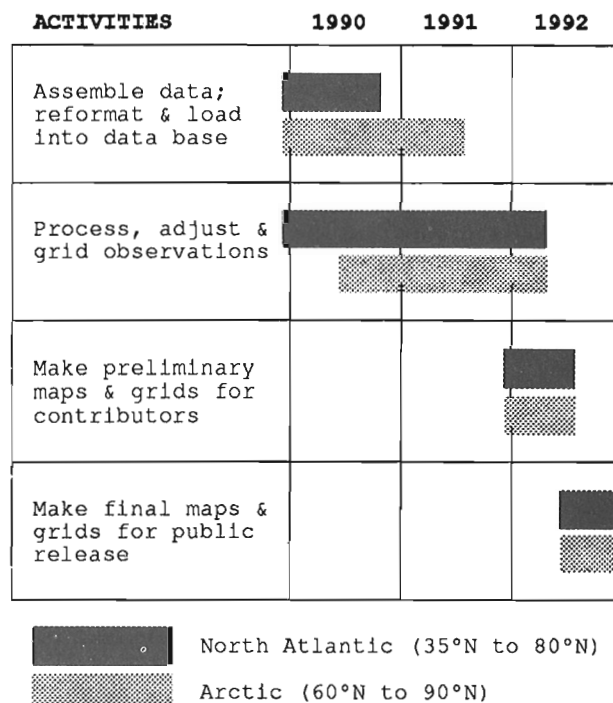 ACTIVITIES 1990 1991 1992
Assemble data;
reformat & load
into data base
Process, adjust &
grid observations
Make preliminary
maps & grids for
contributors
Make final maps &
grids for public
release
North Atlantic (35°N to 80°N)
Arctic (60°N to 90°N)